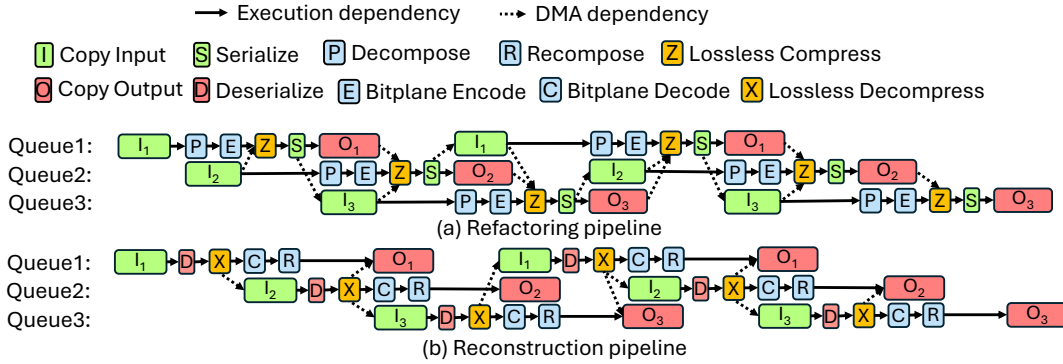 Execution dependency DMA dependency
I Copy Input S Serialize P Decompose R Recompose Z Lossless Compress
O Copy Output D Deserialize E Bitplane Encode C Bitplane Decode X Lossless Decompress
Queue1: I1 P E Z S O1 I1 P E Z S O1
Queue2: I2 P E Z S O2 I2 P E Z S O2
Queue3: I3 P E Z S O3 I3 P E Z S O3
(a) Refactoring pipeline
Queue1: I1 D X C R O1 I1 D X C R O1
Queue2: I2 D X C R O2 I2 D X C R O2
Queue3: I3 D X C R O3 I3 D X C R O3
(b) Reconstruction pipeline